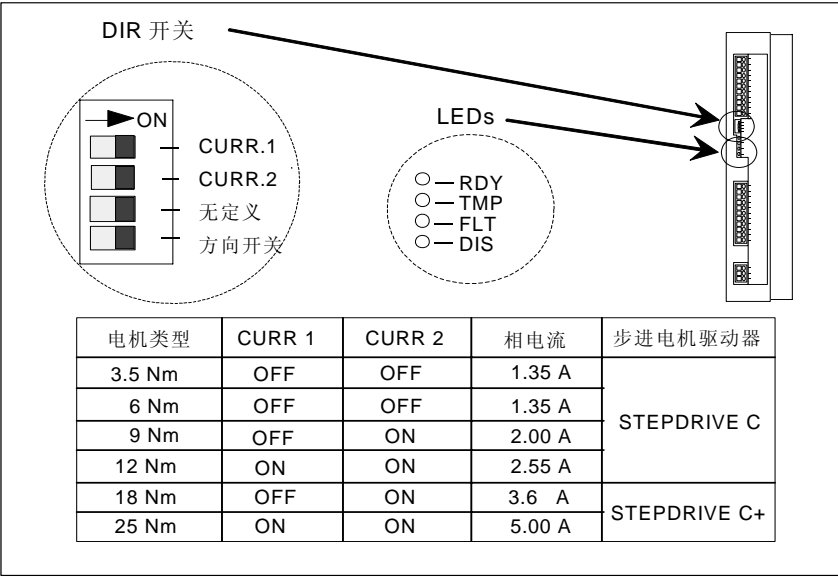 DIR 开关
ON
CURR.1
CURR.2
无定义
方向开关
LEDs
RDY
TMP
FLT
DIS
电机类型 CURR 1 CURR 2 相电流 步进电机驱动器
3.5 Nm OFF OFF 1.35 A
6 Nm OFF OFF 1.35 A
9 Nm OFF ON 2.00 A
STEPDRIVE C
12 Nm ON ON 2.55 A
18 Nm OFF ON 3.6 A
STEPDRIVE C+
25 Nm ON ON 5.00 A